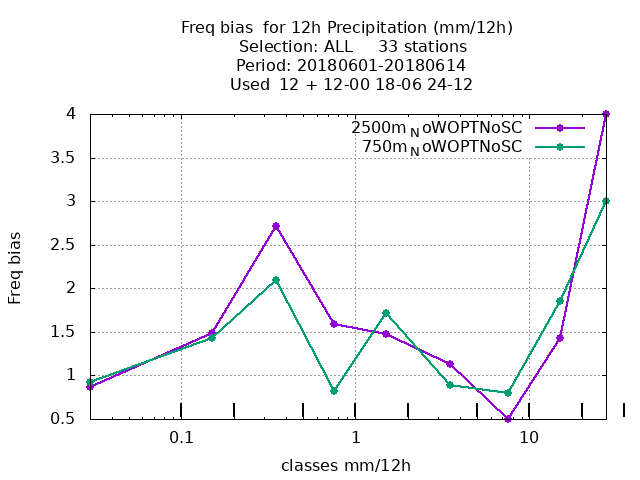 Freq bias  for 12h Precipitation (mm/12h)
Selection: ALL     33 stations
Period: 20180601-20180614
Used  12 + 12-00 18-06 24-12
2500m_NoWOPTNoSC
750m_NoWOPTNoSC
4
3.5
3
2.5
2
1.5
1
0.5
Freq bias
0.1 1 10
classes mm/12h